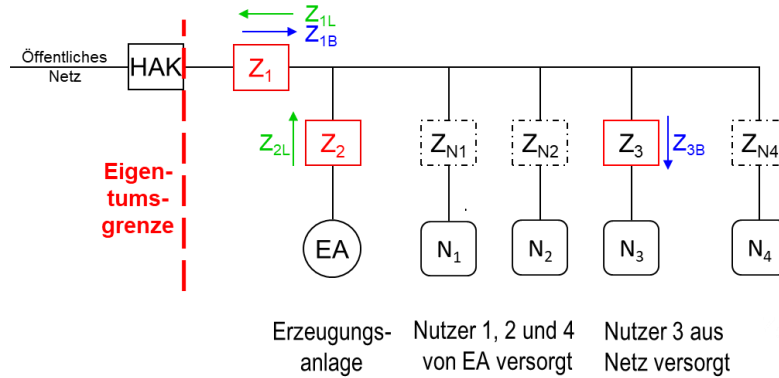 Z1L
Z1B
Öffentliches
Netz
HAK
Z1
Z2L
Z2
ZN1
ZN2
Z3
Z3B
ZN4
Eigen-
tums-
grenze
EA
N1
N2
N3
N4
Erzeugungs-
anlage
Nutzer 1, 2 und 4
von EA versorgt
Nutzer 3 aus
Netz versorgt